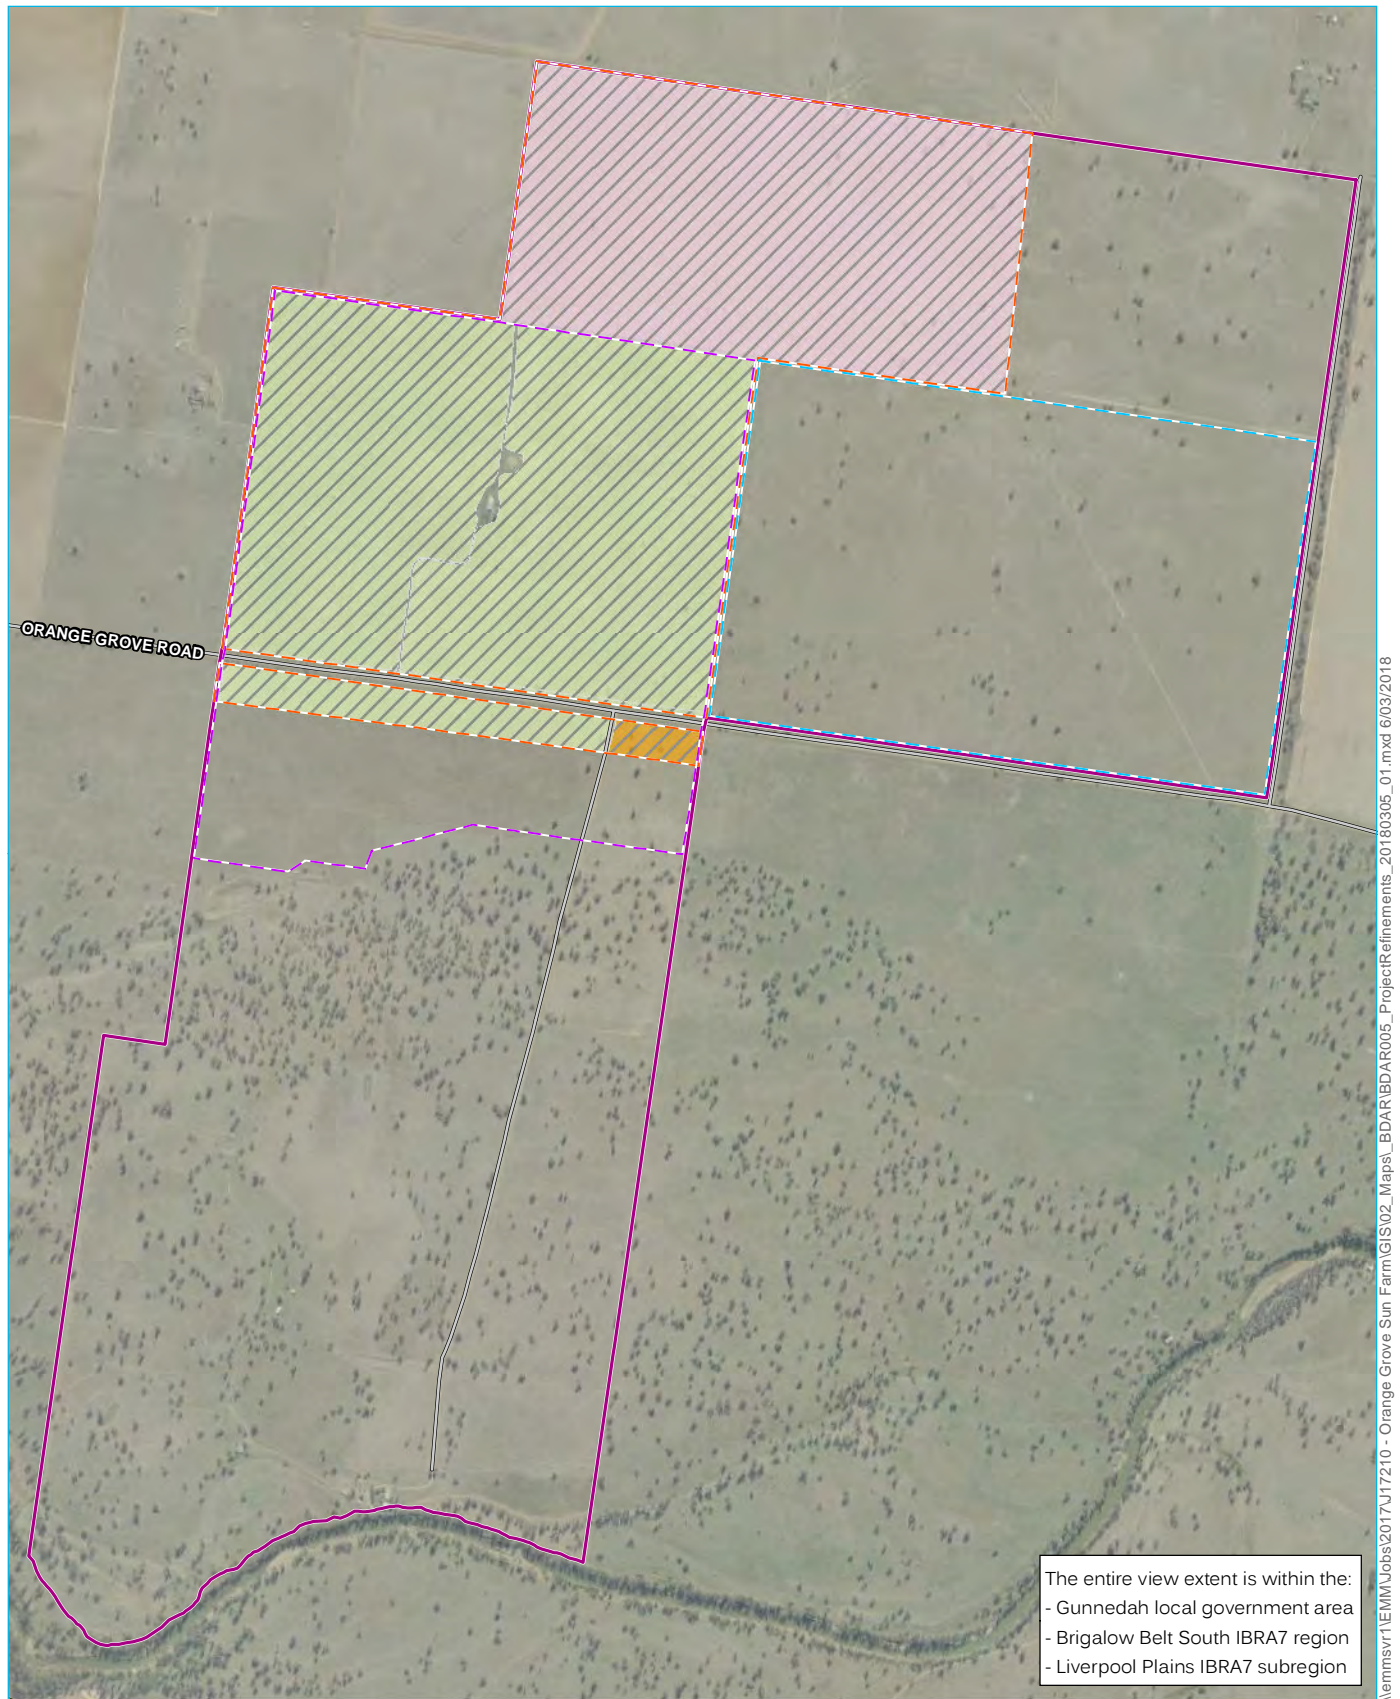 ORANGE GROVE ROAD
\\emmsvr1\EMM\Jobs\2017\J17210 - Orange Grove Sun Farm\GIS\02_Maps\_BDAR\BDAR005_ProjectRefinements_20180305_01.mxd 6/03/2018
The entire view extent is within the:
- Gunnedah local government area
- Brigalow Belt South IBRA7 region
- Liverpool Plains IBRA7 subregion